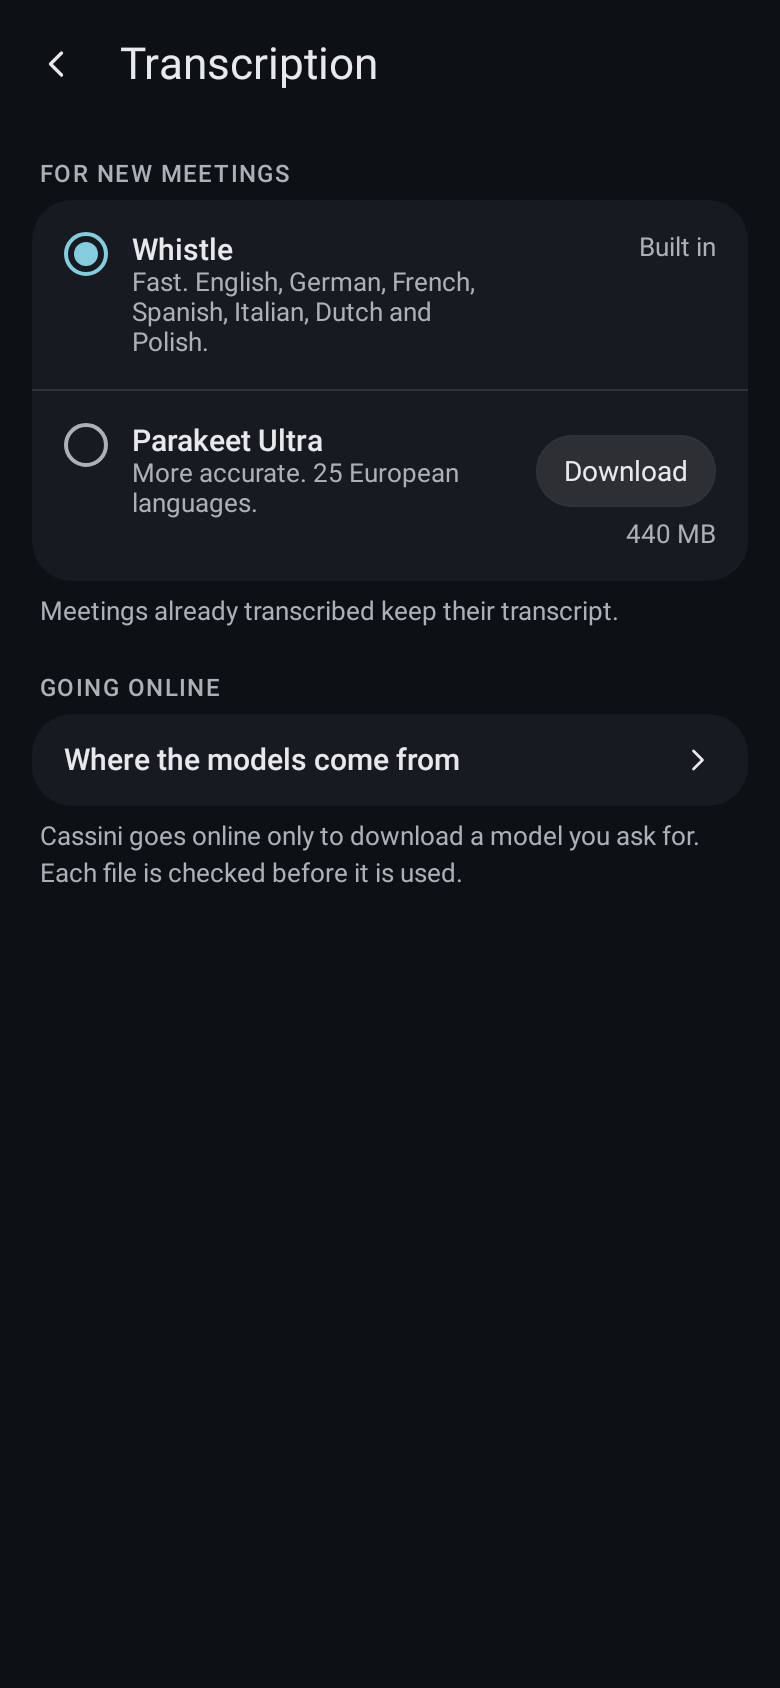 Transcription
FOR NEW MEETINGS
Whistle
Built in
Fast. English, German, French,
Spanish, Italian, Dutch and
Polish.
Parakeet Ultra
More accurate. 25 European
languages.
Download
440 MB
Meetings already transcribed keep their transcript.
GOING ONLINE
Where the models come from
Cassini goes online only to download a model you ask for.
Each file is checked before it is used.